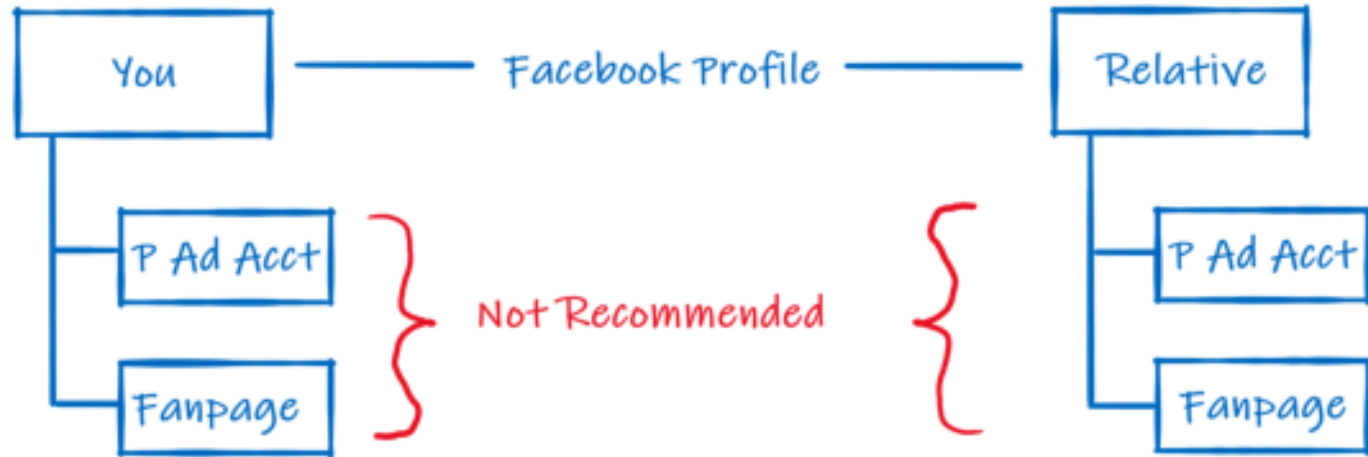 You
Facebook Profile
Relative
P Ad Acct
P Ad Acct
Not Recommended
Fanpage
Fanpage